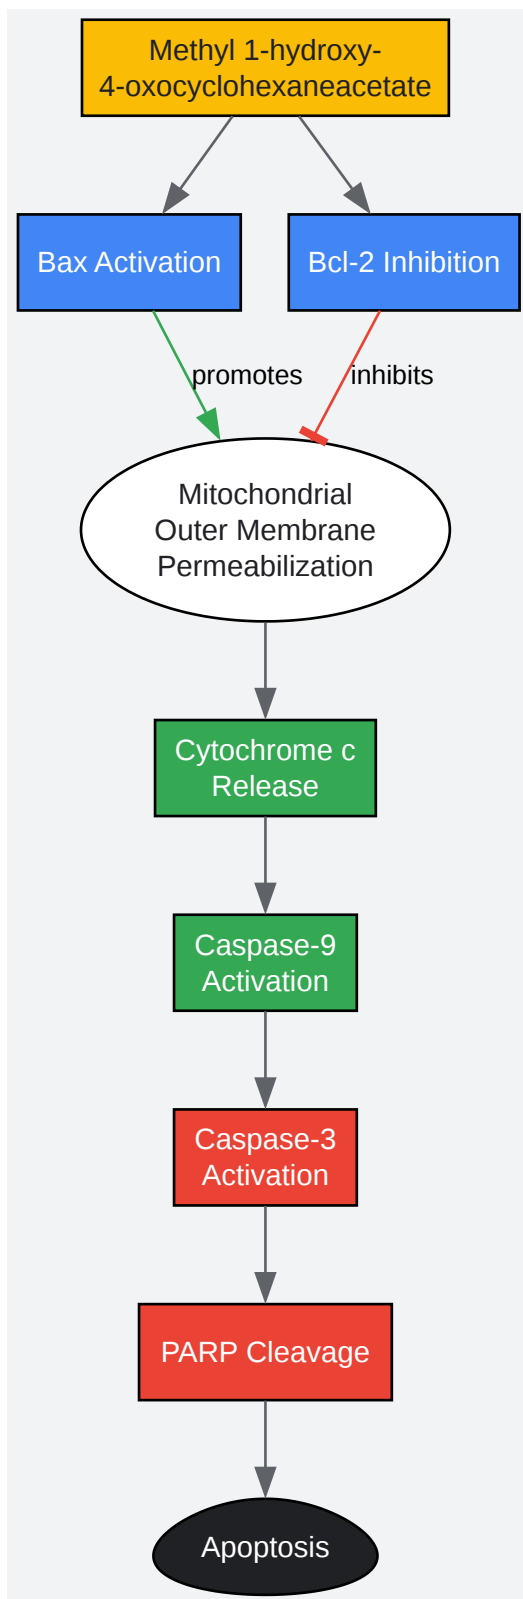 Methyl 1-hydroxy-
4-oxocyclohexaneacetate
Bax Activation
Bcl-2 Inhibition
promotes
inhibits
Mitochondrial
Outer Membrane
Permeabilization
Cytochrome c
Release
Caspase-9
Activation
Caspase-3
Activation
PARP Cleavage
Apoptosis